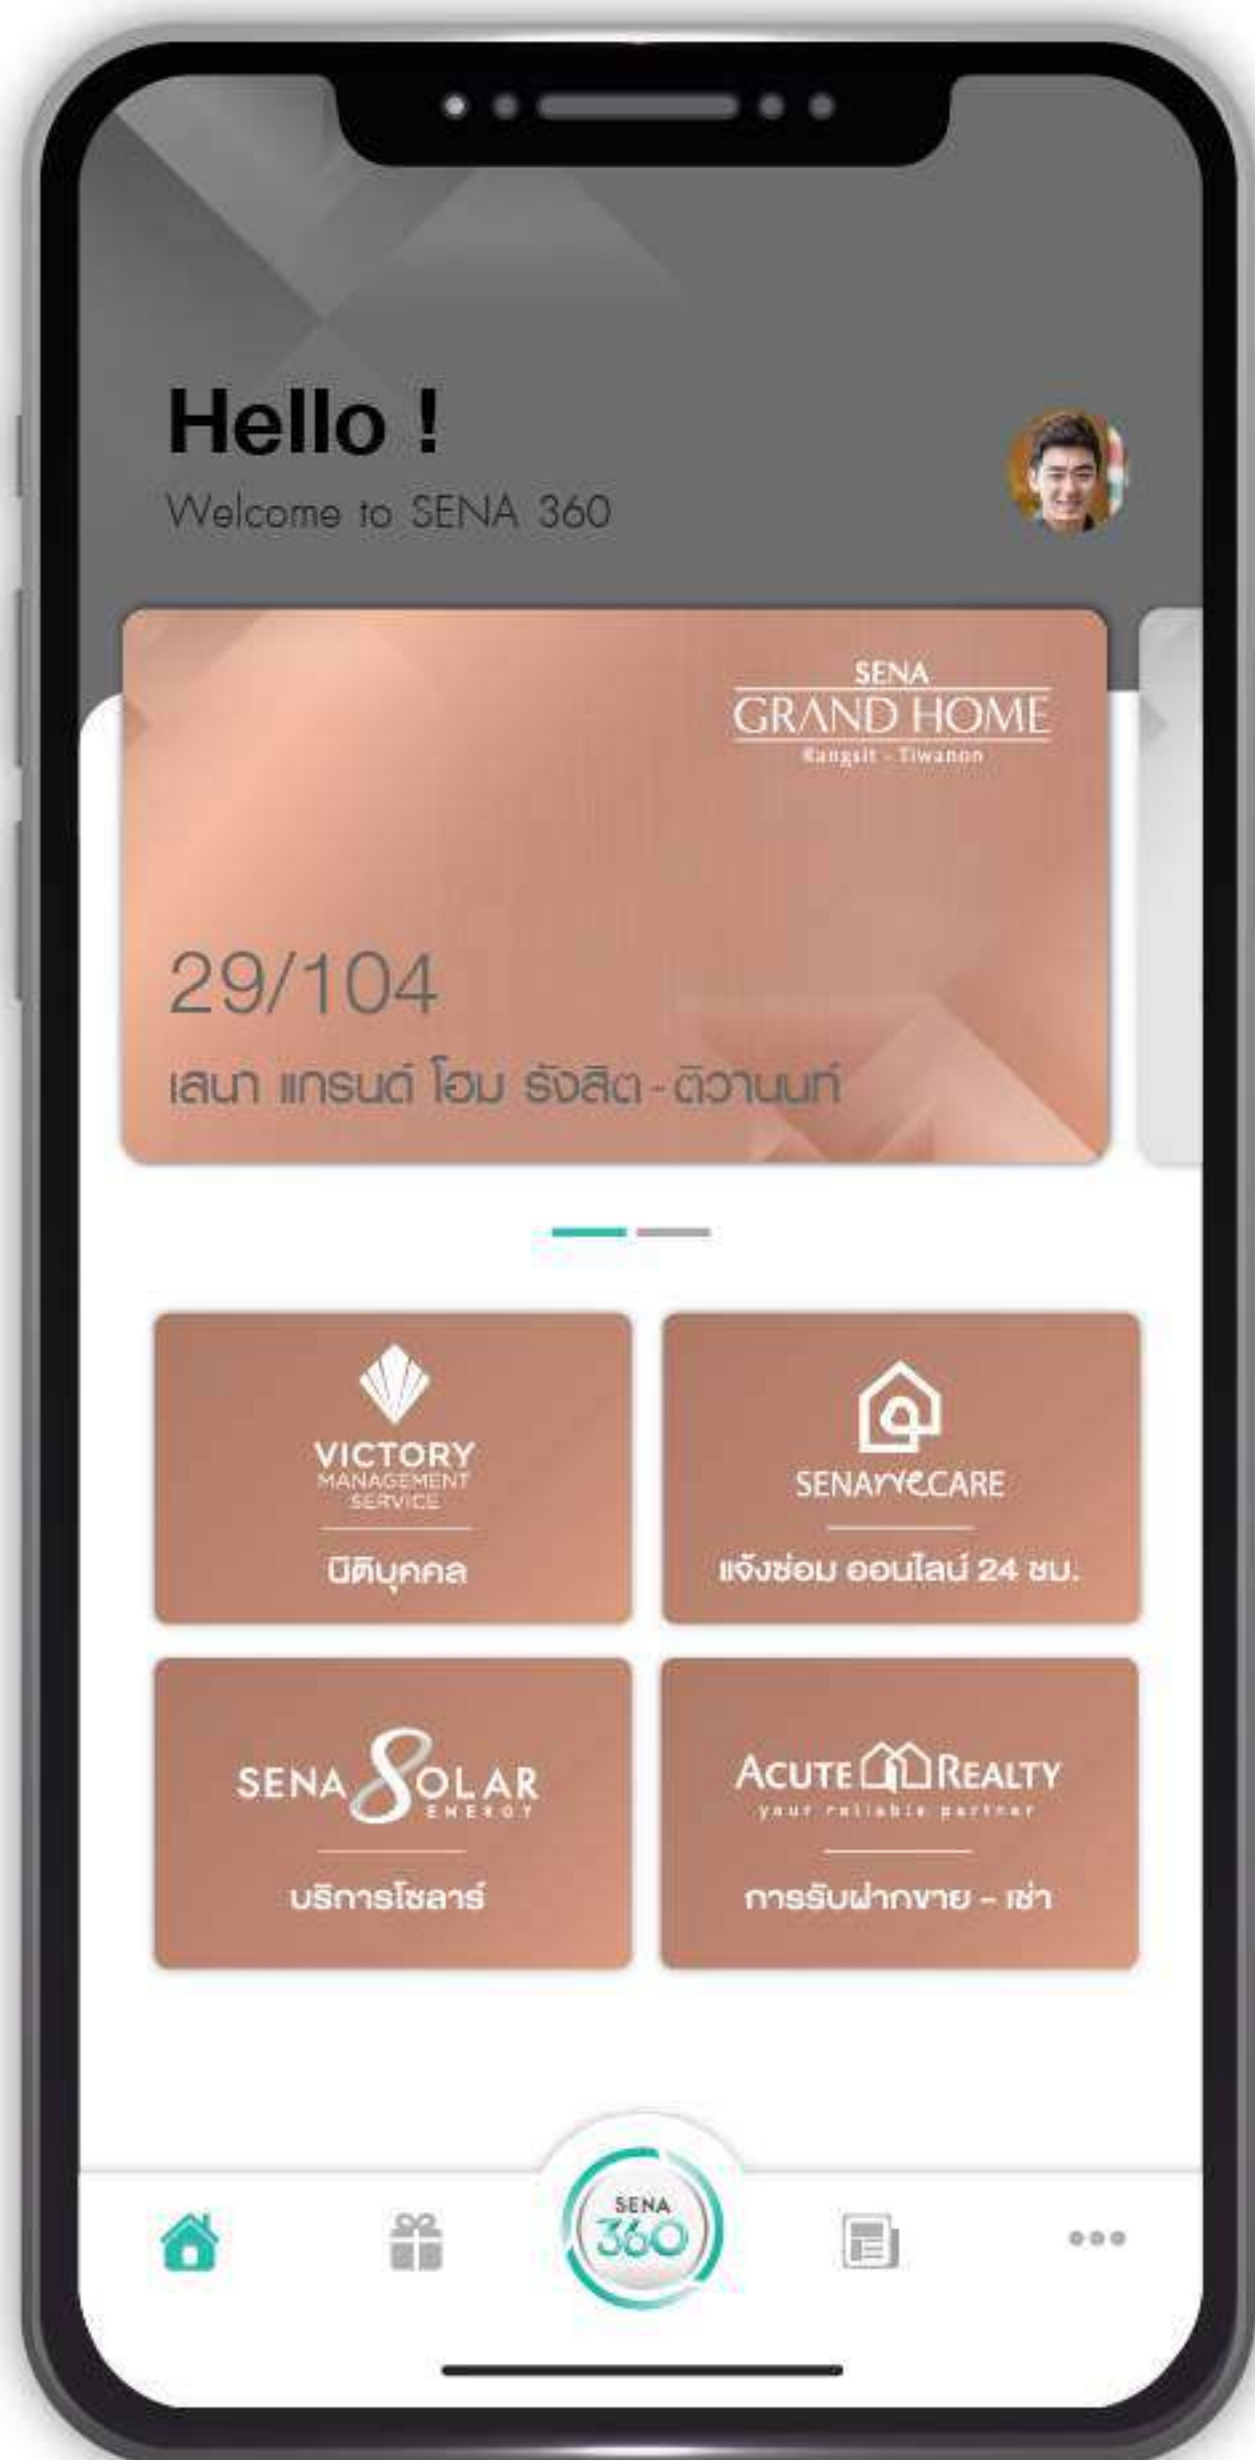 Hello !
Welcome to SENA 360
SENA
GRAND HOME
Rangsit - Tiwanon
29/104
เสนา แกรนด์ โฮม รังสิต - ติวานนท์
VICTORY
MANAGEMENT
SERVICE
นิติบุคคล
SENA we CARE
แจ้งซ่อม ออนไลน์ 24 ชม.
SENA SOLAR
ENERGY
บริการโซลาร์
ACUTE REALTY
your reliable partner
การรับฝากขาย - เช่า
SENA
360